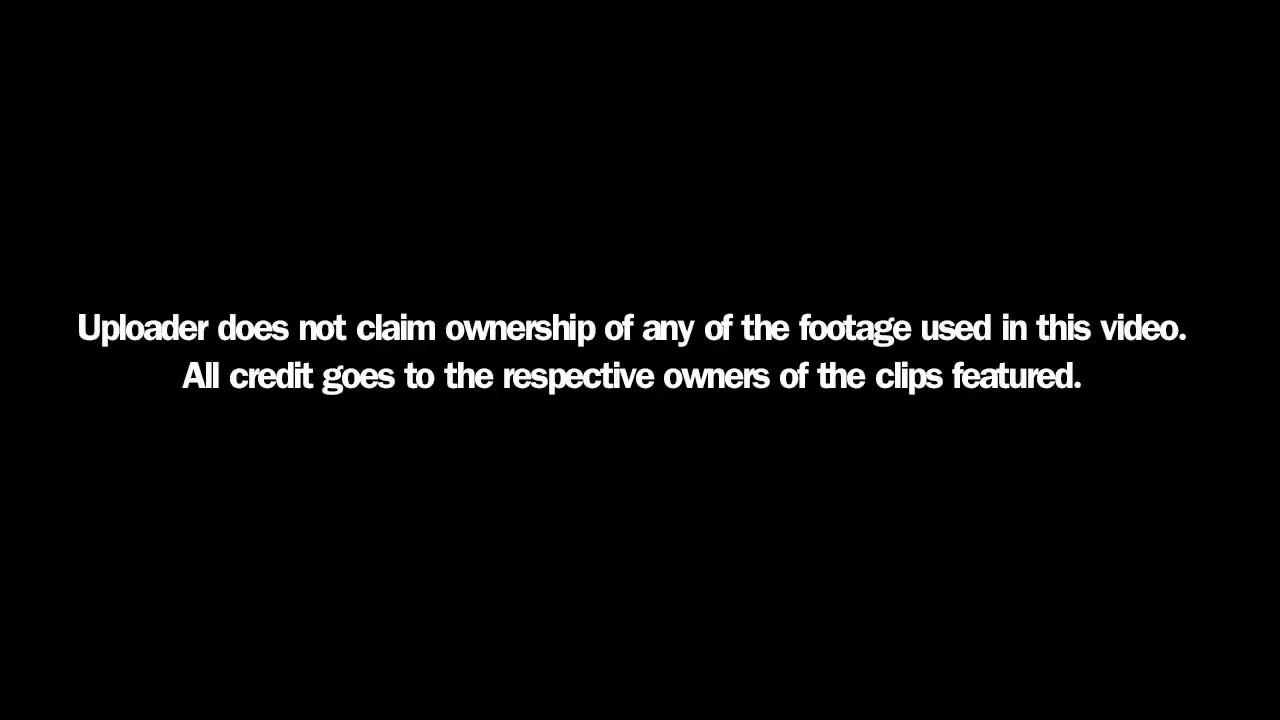 Uploader does not claim ownership of any of the footage used in this video.
All credit goes to the respective owners of the clips featured.